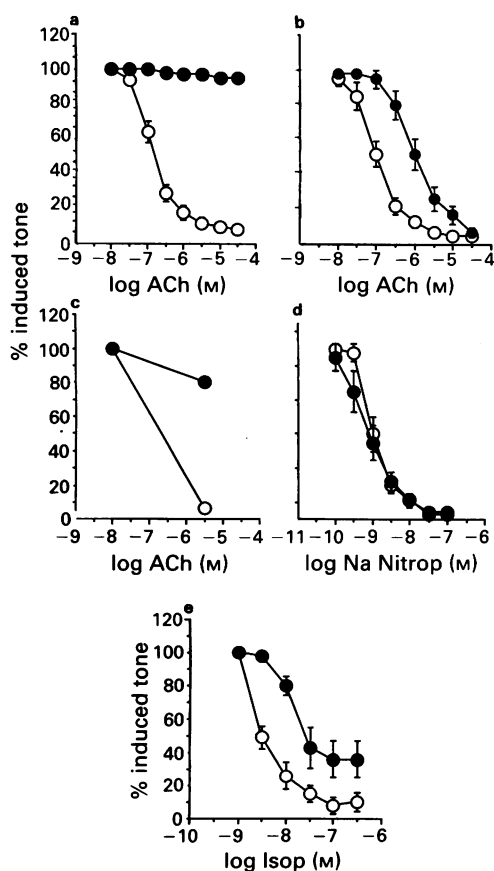 a
120
100
80
60
40
20
0
−9 −8 −7 −6 −5 −4
log ACh (M)
b
−9 −8 −7 −6 −5 −4
log ACh (M)
% induced tone
c
100
80
60
40
20
0
−9 −8 −7 −6 −5 −4
log ACh (M)
d
−11 −10 −9 −8 −7 −6
log Na Nitrop (M)
e
% induced tone
120
100
80
60
40
20
0
−10 −9 −8 −7 −6
log Isop (M)